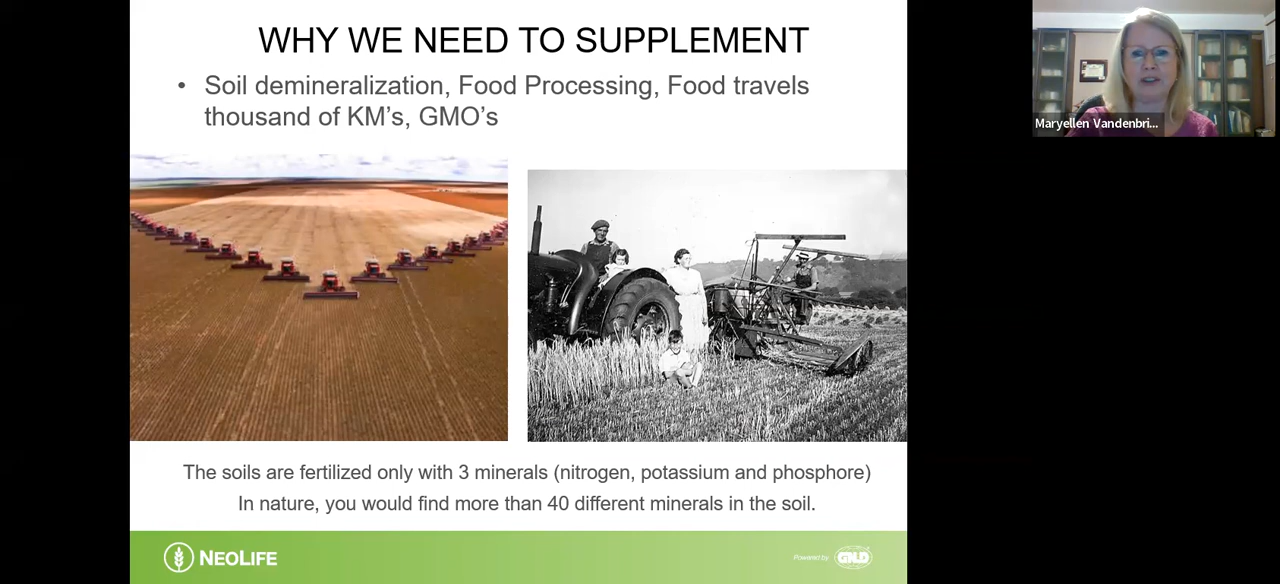 WHY WE NEED TO SUPPLEMENT
• Soil demineralization, Food Processing, Food travels
thousand of KM's, GMO's
Maryellen Vandenbri...
The soils are fertilized only with 3 minerals (nitrogen, potassium and phosphore)
In nature, you would find more than 40 different minerals in the soil.
NEOLIFE
Powered by GNLD